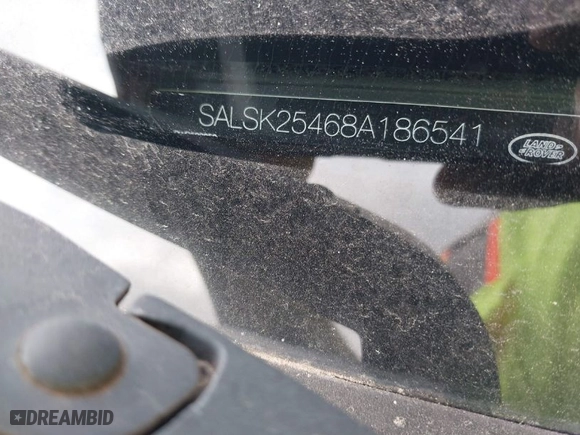 SALSK25468A186541
LAND
ROVER
DREAMBID